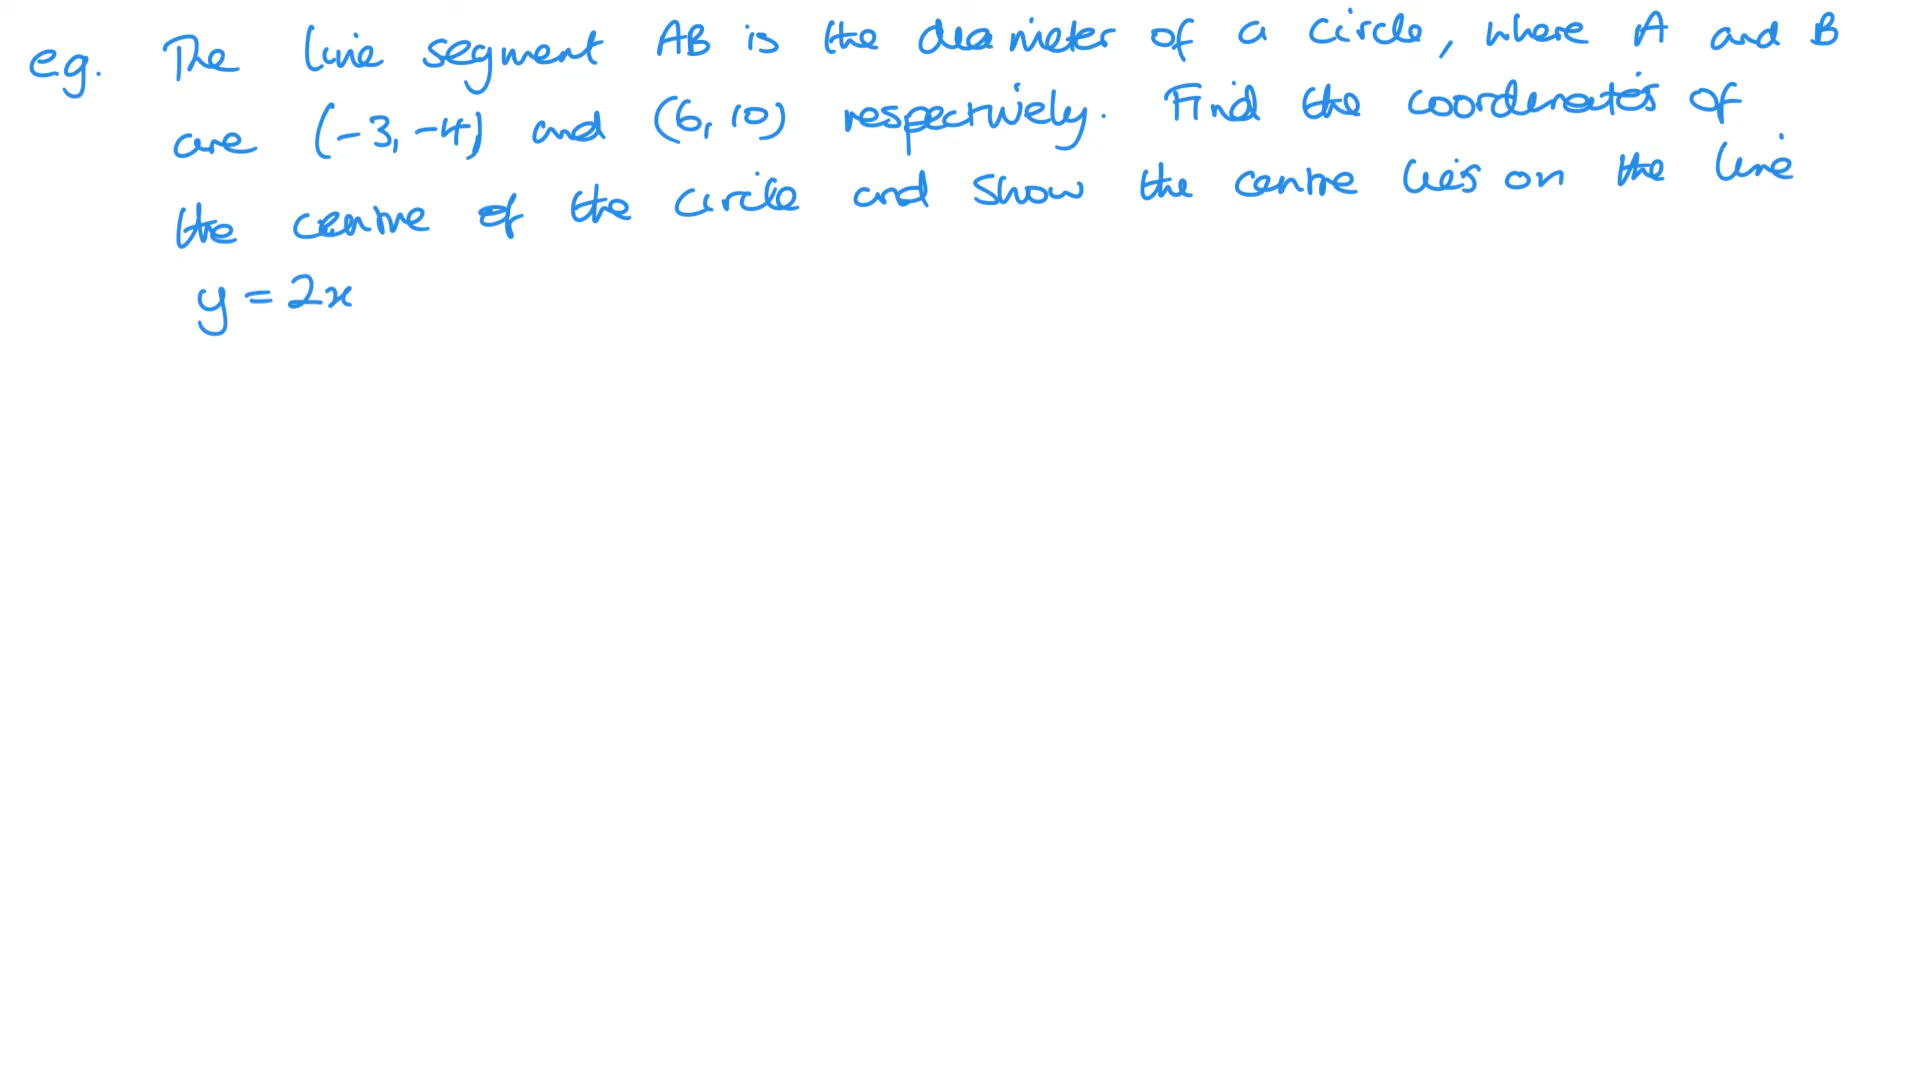 e.g. The line segment AB is the diameter of a circle, where A and B
are (-3, -4) and (6, 10) respectively. Find the coordinates of
the centre of the circle and show the centre lies on the line
y = 2x